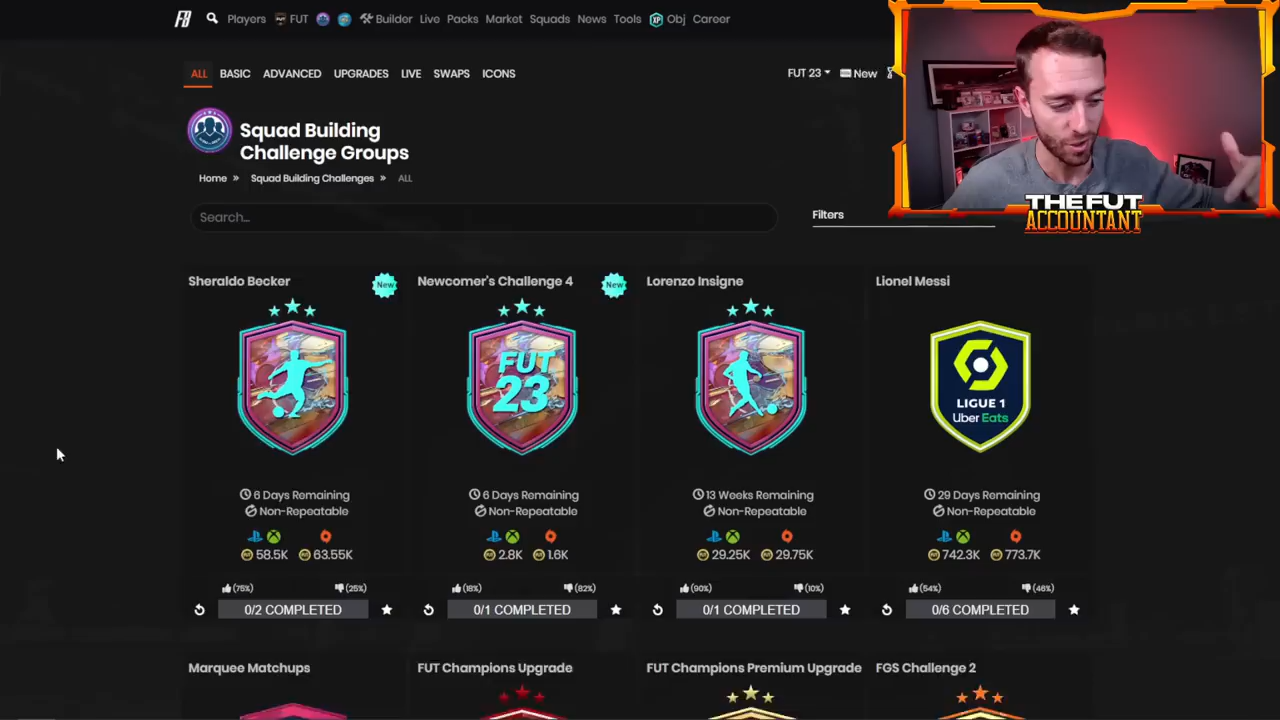 FB Players FUT Builder Live Packs Market Squads News Tools XP Obj Career
ALL BASIC ADVANCED UPGRADES LIVE SWAPS ICONS
FUT 23 New
Squad Building
Challenge Groups
Home » Squad Building Challenges » ALL
Search...
Filters
THE FUT
ACCOUNTANT
Sheraldo Becker New
Newcomer's Challenge 4 New
Lorenzo Insigne
Lionel Messi
FUT
23
LIGUE 1
Uber Eats
6 Days Remaining 6 Days Remaining 13 Weeks Remaining 29 Days Remaining
Non-Repeatable Non-Repeatable Non-Repeatable Non-Repeatable
58.5K 63.55K 2.8K 1.6K 29.25K 29.75K 742.3K 773.7K
(75%) (25%) (18%) (82%) (90%) (10%) (54%) (46%)
0/2 COMPLETED 0/1 COMPLETED 0/1 COMPLETED 0/6 COMPLETED
Marquee Matchups FUT Champions Upgrade FUT Champions Premium Upgrade FGS Challenge 2